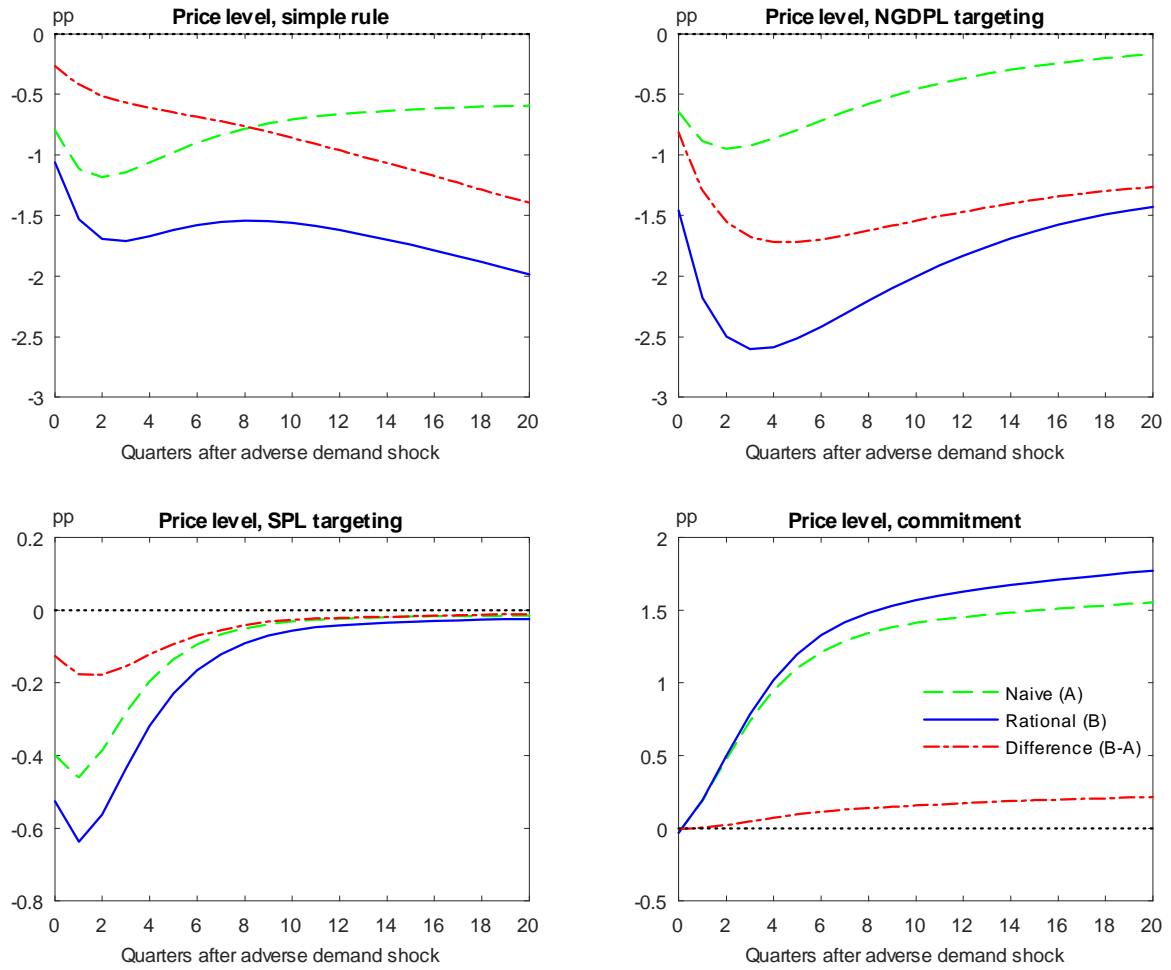 pp
Price level, simple rule
0
-0.5
-1
-1.5
-2
-2.5
-3
0 2 4 6 8 10 12 14 16 18 20
Quarters after adverse demand shock
pp
Price level, NGDPL targeting
0
-0.5
-1
-1.5
-2
-2.5
-3
0 2 4 6 8 10 12 14 16 18 20
Quarters after adverse demand shock
pp
Price level, SPL targeting
0.2
0
-0.2
-0.4
-0.6
-0.8
0 2 4 6 8 10 12 14 16 18 20
Quarters after adverse demand shock
pp
Price level, commitment
2
1.5
1
0.5
0
-0.5
Naive (A)
Rational (B)
Difference (B-A)
0 2 4 6 8 10 12 14 16 18 20
Quarters after adverse demand shock